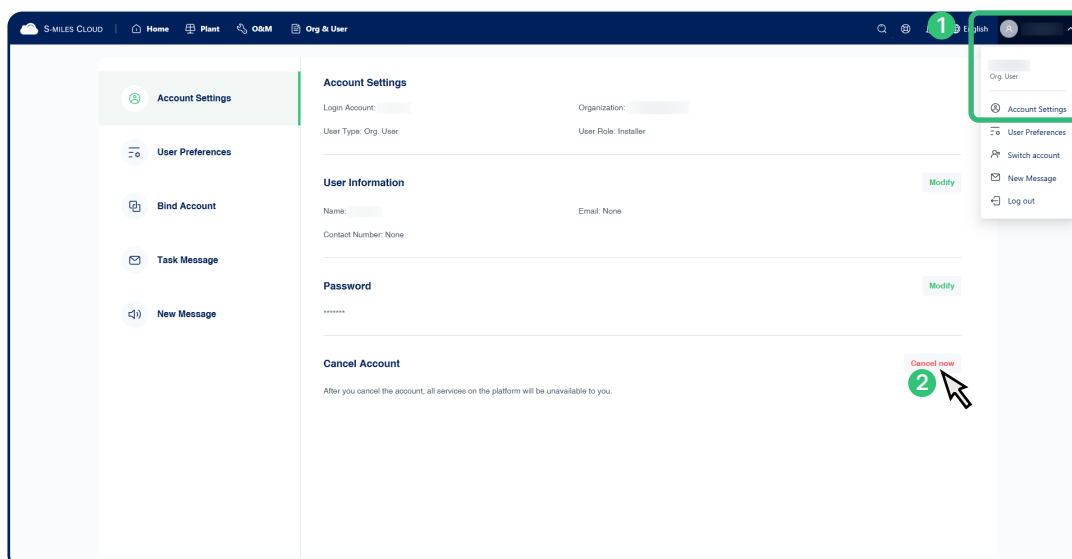 S-MILES CLOUD Home Plant O&M Org & User 1 English
Org. User
Account Settings
User Preferences
Switch account
New Message
Log out
Account Settings
User Preferences
Bind Account
Task Message
New Message
Account Settings
Login Account: Organization:
User Type: Org. User User Role: Installer
User Information Modify
Name: Email: None
Contact Number: None
Password Modify
*******
Cancel Account Cancel now
2
After you cancel the account, all services on the platform will be unavailable to you.